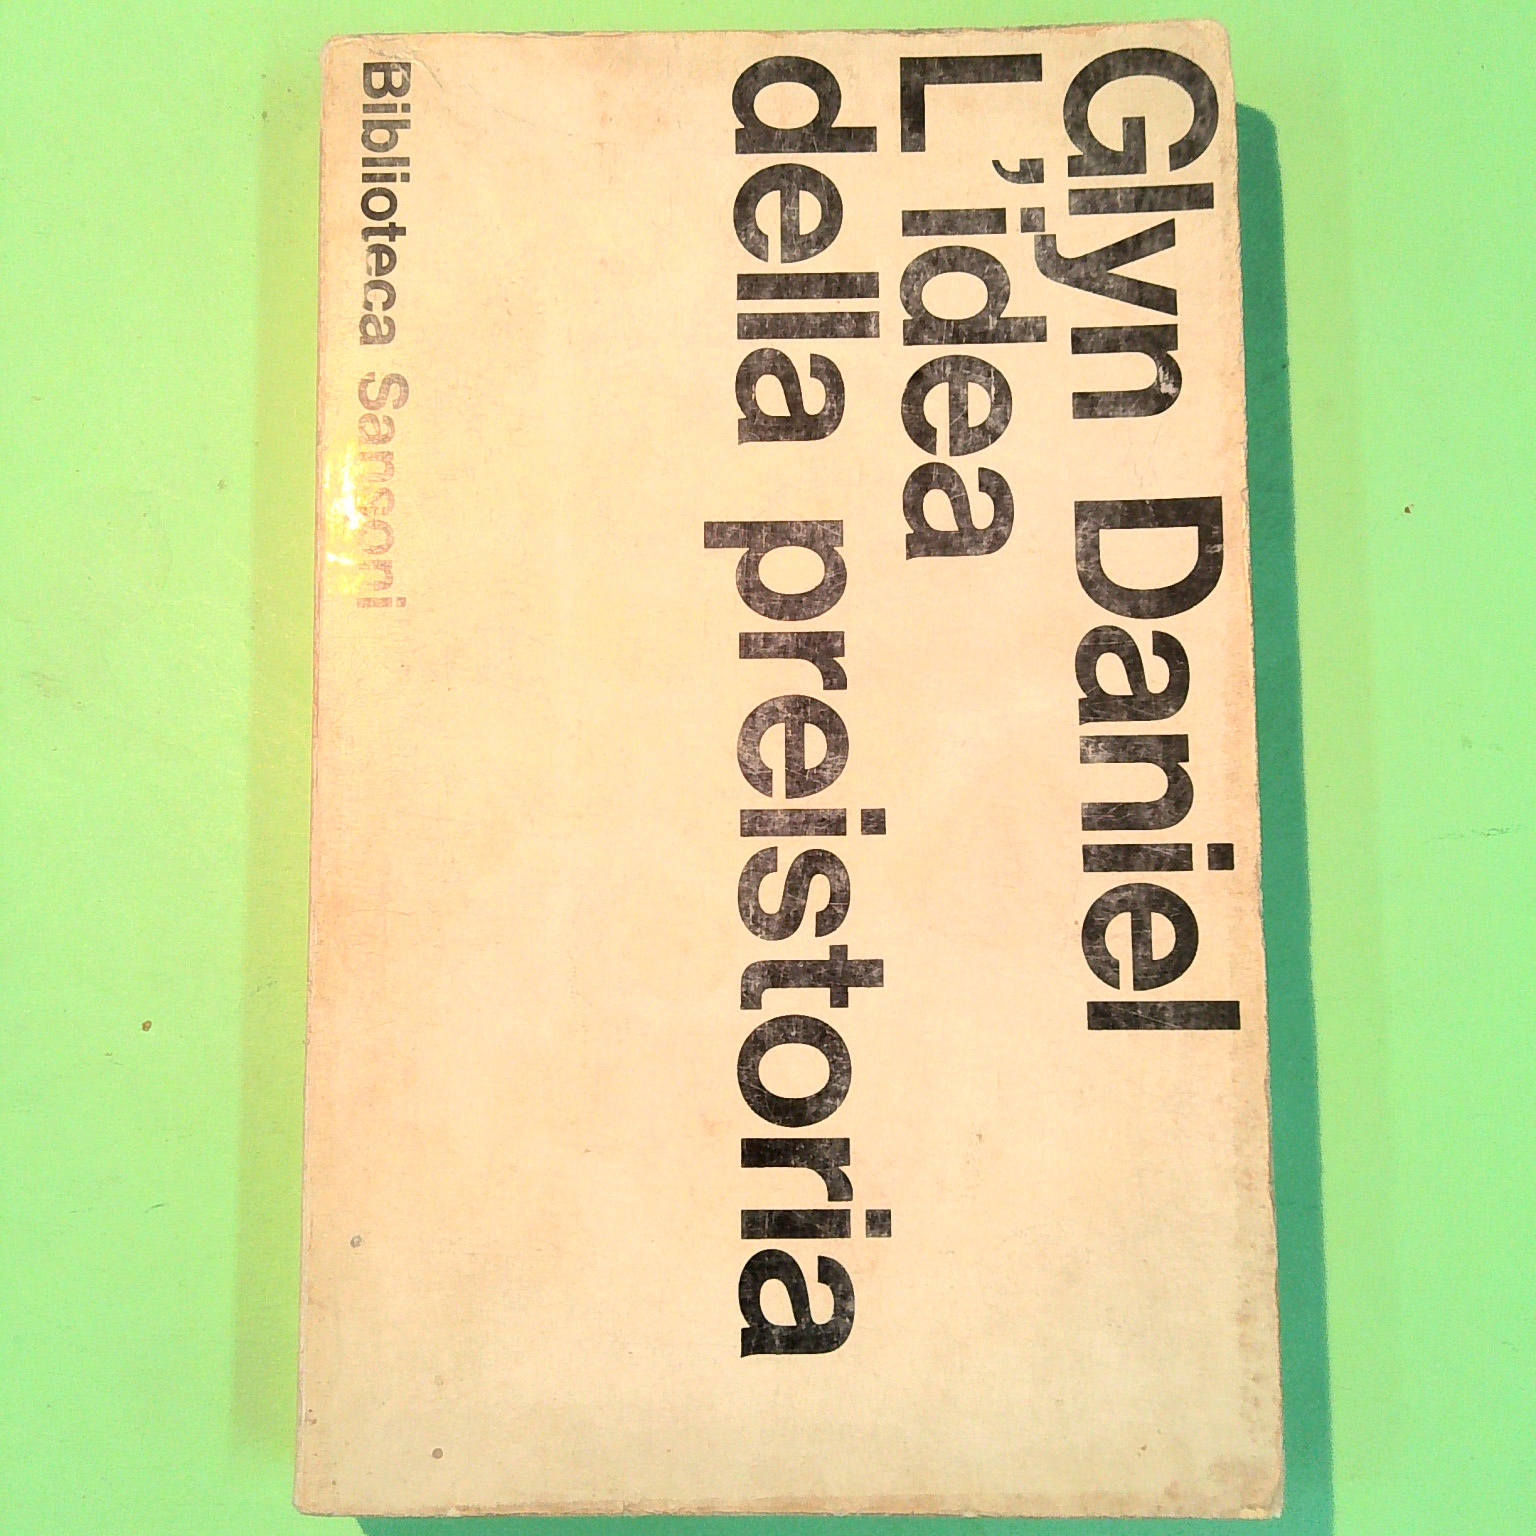 Glyn Daniel
L'idea
della preistoria
Biblioteca Sansoni